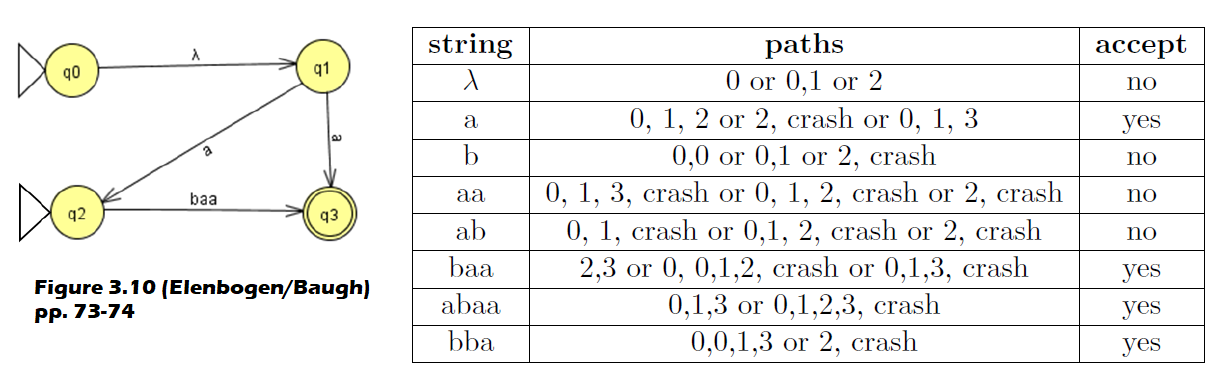 λ
q0
q1
a
a
q2
baa
q3
Figure 3.10 (Elenbogen/Baugh)
pp. 73-74
string paths accept
λ 0 or 0,1 or 2 no
a 0, 1, 2 or 2, crash or 0, 1, 3 yes
b 0,0 or 0,1 or 2, crash no
aa 0, 1, 3, crash or 0, 1, 2, crash or 2, crash no
ab 0, 1, crash or 0,1, 2, crash or 2, crash no
baa 2,3 or 0, 0,1,2, crash or 0,1,3, crash yes
abaa 0,1,3 or 0,1,2,3, crash yes
bba 0,0,1,3 or 2, crash yes